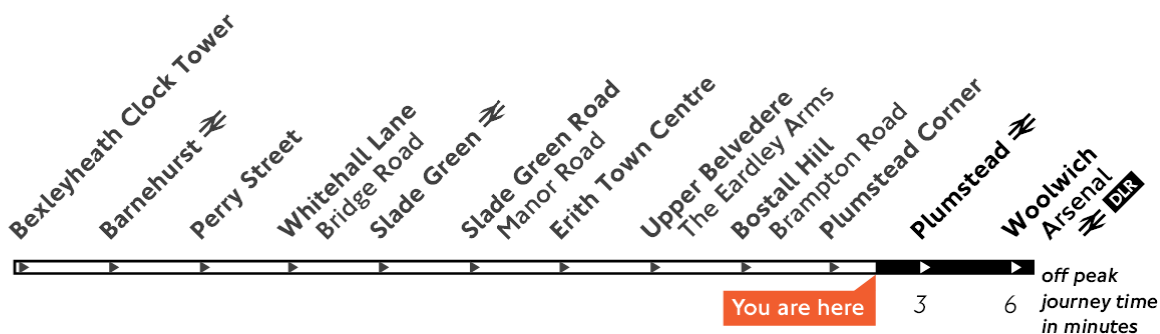 Bexleyheath Clock Tower
Barnehurst
Perry Street
Whitehall Lane
Bridge Road
Slade Green
Slade Green Road
Manor Road
Erith Town Centre
Upper Belvedere
The Eardley Arms
Bostall Hill
Brampton Road
Plumstead Corner
Plumstead
Woolwich
Arsenal
DLR
You are here
3
6
off peak
journey time
in minutes